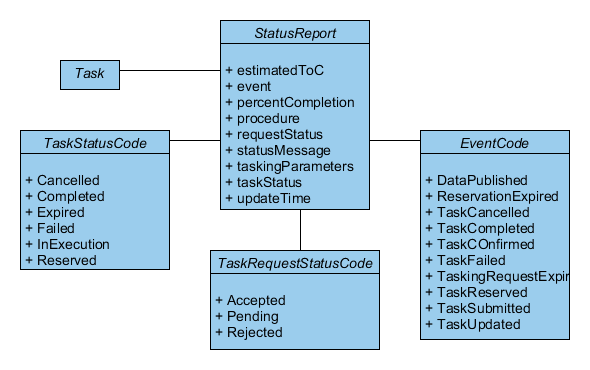 StatusReport
+ estimatedToC
+ event
+ percentCompletion
+ procedure
+ requestStatus
+ statusMessage
+ taskingParameters
+ taskStatus
+ updateTime
Task
TaskStatusCode
+ Cancelled
+ Completed
+ Expired
+ Failed
+ InExecution
+ Reserved
EventCode
+ DataPublished
+ ReservationExpired
+ TaskCancelled
+ TaskCompleted
+ TaskCOnfirmed
+ TaskFailed
+ TaskingRequestExpir
+ TaskReserved
+ TaskSubmitted
+ TaskUpdated
TaskRequestStatusCode
+ Accepted
+ Pending
+ Rejected